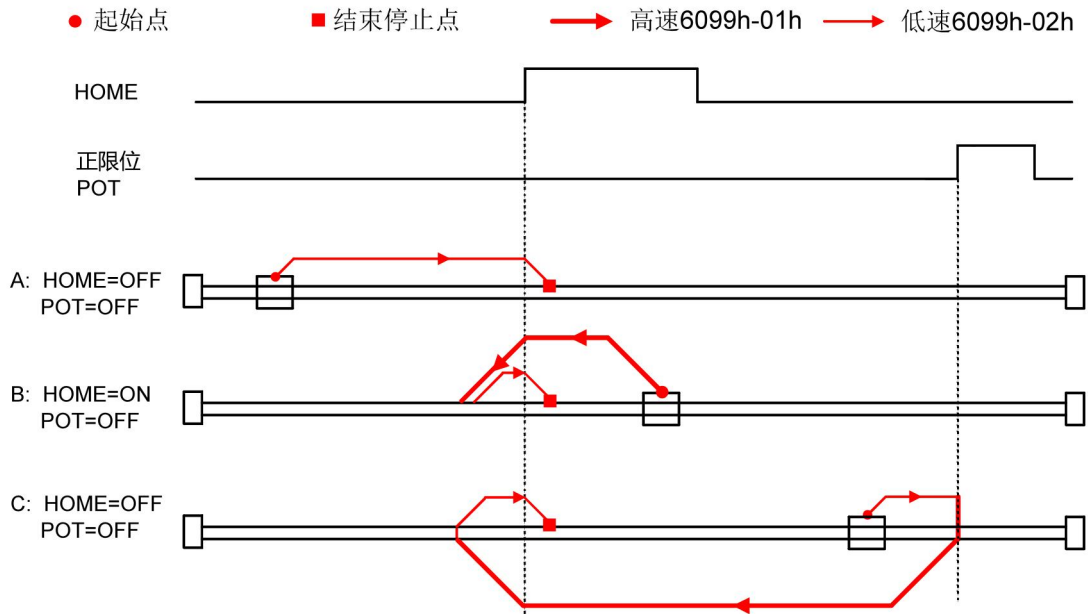 起始点
结束停止点
高速6099h-01h
低速6099h-02h
HOME
正限位
POT
A: HOME=OFF
POT=OFF
B: HOME=ON
POT=OFF
C: HOME=OFF
POT=OFF